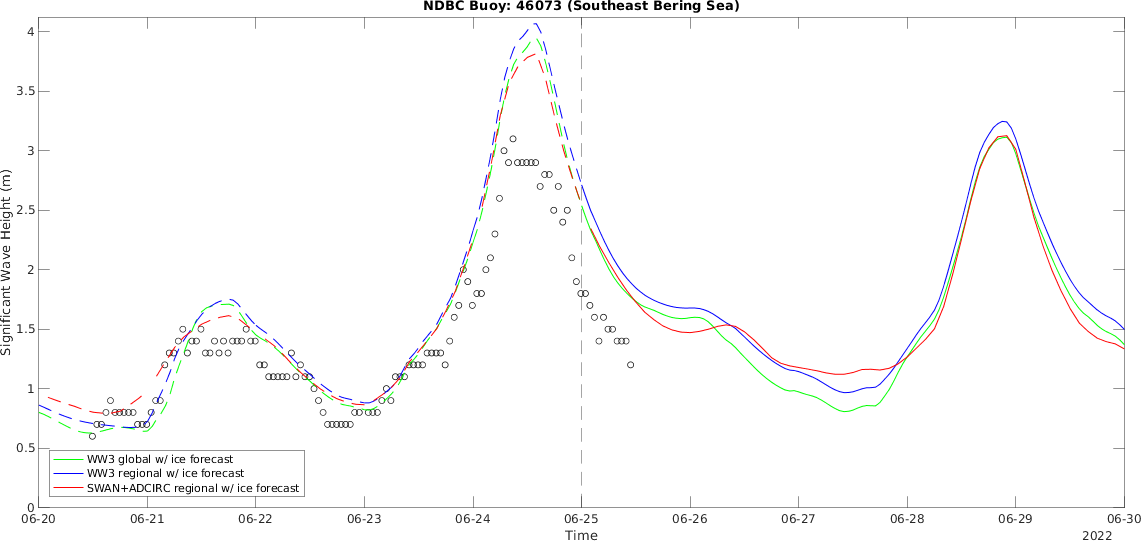 NDBC Buoy: 46073 (Southeast Bering Sea)
Significant Wave Height (m)
4
3.5
3
2.5
2
1.5
1
0.5
0
WW3 global w/ ice forecast
WW3 regional w/ ice forecast
SWAN+ADCIRC regional w/ ice forecast
06-20 06-21 06-22 06-23 06-24 06-25 06-26 06-27 06-28 06-29 06-30
Time
2022